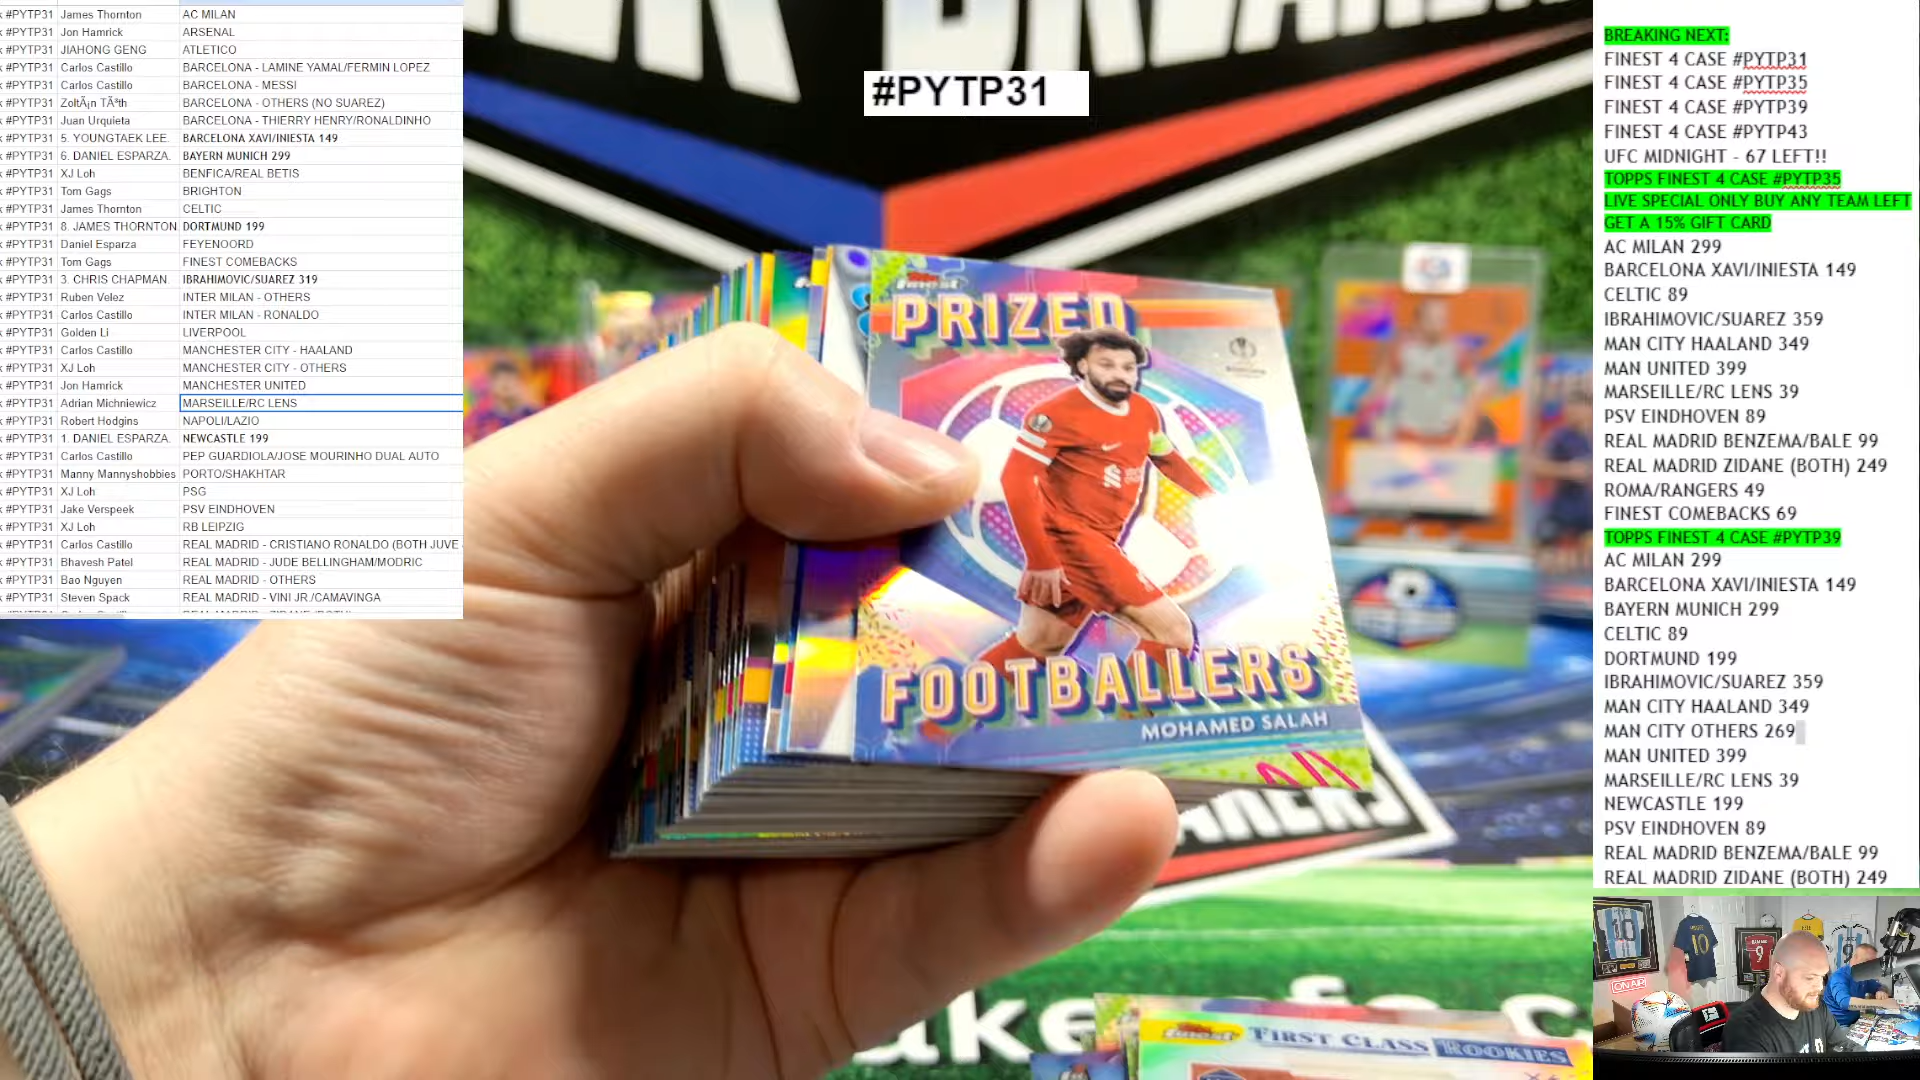 #PYTP31 James Thornton AC MILAN
#PYTP31 Jon Hamrick ARSENAL
#PYTP31 JIAHONG GENG ATLETICO
#PYTP31 Carlos Castillo BARCELONA - LAMINE YAMAL/FERMIN LOPEZ
#PYTP31 Carlos Castillo BARCELONA - MESSI
#PYTP31 ZoltÃ¡n TÃ³th BARCELONA - OTHERS (NO SUAREZ)
#PYTP31 Juan Urquieta BARCELONA - THIERRY HENRY/RONALDINHO
#PYTP31 5. YOUNGTAEK LEE. BARCELONA XAVI/INIESTA 149
#PYTP31 6. DANIEL ESPARZA. BAYERN MUNICH 299
#PYTP31 XJ Loh BENFICA/REAL BETIS
#PYTP31 Tom Gags BRIGHTON
#PYTP31 James Thornton CELTIC
#PYTP31 8. JAMES THORNTON DORTMUND 199
#PYTP31 Daniel Esparza FEYENOORD
#PYTP31 Tom Gags FINEST COMEBACKS
#PYTP31 3. CHRIS CHAPMAN. IBRAHIMOVIC/SUAREZ 319
#PYTP31 Ruben Velez INTER MILAN - OTHERS
#PYTP31 Carlos Castillo INTER MILAN - RONALDO
#PYTP31 Golden Li LIVERPOOL
#PYTP31 Carlos Castillo MANCHESTER CITY - HAALAND
#PYTP31 XJ Loh MANCHESTER CITY - OTHERS
#PYTP31 Jon Hamrick MANCHESTER UNITED
#PYTP31 Adrian Michniewicz MARSEILLE/RC LENS
#PYTP31 Robert Hodgins NAPOLI/LAZIO
#PYTP31 1. DANIEL ESPARZA. NEWCASTLE 199
#PYTP31 Carlos Castillo PEP GUARDIOLA/JOSE MOURINHO DUAL AUTO
#PYTP31 Manny Mannyshobbies PORTO/SHAKHTAR
#PYTP31 XJ Loh PSG
#PYTP31 Jake Verspeek PSV EINDHOVEN
#PYTP31 XJ Loh RB LEIPZIG
#PYTP31 Carlos Castillo REAL MADRID - CRISTIANO RONALDO (BOTH JUVE
#PYTP31 Bhavesh Patel REAL MADRID - JUDE BELLINGHAM/MODRIC
#PYTP31 Bao Nguyen REAL MADRID - OTHERS
#PYTP31 Steven Spack REAL MADRID - VINI JR./CAMAVINGA
#PYTP31
finest
PRIZED
FOOTBALLERS
MOHAMED SALAH
finest
FIRST CLASS ROOKIES
BREAKING NEXT:
FINEST 4 CASE #PYTP31
FINEST 4 CASE #PYTP35
FINEST 4 CASE #PYTP39
FINEST 4 CASE #PYTP43
UFC MIDNIGHT - 67 LEFT!!
TOPPS FINEST 4 CASE #PYTP35
LIVE SPECIAL ONLY BUY ANY TEAM LEFT
GET A 15% GIFT CARD
AC MILAN 299
BARCELONA XAVI/INIESTA 149
CELTIC 89
IBRAHIMOVIC/SUAREZ 359
MAN CITY HAALAND 349
MAN UNITED 399
MARSEILLE/RC LENS 39
PSV EINDHOVEN 89
REAL MADRID BENZEMA/BALE 99
REAL MADRID ZIDANE (BOTH) 249
ROMA/RANGERS 49
FINEST COMEBACKS 69
TOPPS FINEST 4 CASE #PYTP39
AC MILAN 299
BARCELONA XAVI/INIESTA 149
BAYERN MUNICH 299
CELTIC 89
DORTMUND 199
IBRAHIMOVIC/SUAREZ 359
MAN CITY HAALAND 349
MAN CITY OTHERS 269
MAN UNITED 399
MARSEILLE/RC LENS 39
NEWCASTLE 199
PSV EINDHOVEN 89
REAL MADRID BENZEMA/BALE 99
REAL MADRID ZIDANE (BOTH) 249
ON AIR